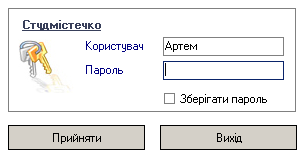 Студмістечко
Користувач Артем
Пароль
Зберігати пароль
Прийняти Вихід